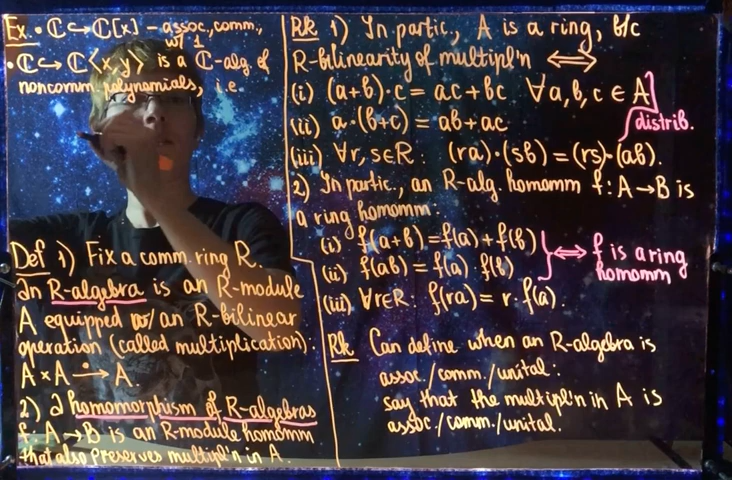 Ex. • ℂ ↪ ℂ[x] – assoc., comm.,
w/ 1
• ℂ ↪ ℂ⟨x,y⟩ is a ℂ-alg. of
noncomm. polynomials, i.e.
Def 1) Fix a comm. ring R.
An R-algebra is an R-module
A equipped w/ an R-bilinear
operation (called multiplication):
A × A →· A.
2) A homomorphism of R-algebras
f: A→B is an R-module homomm
that also preserves multipl'n in A.
Rk 1) In partic., A is a ring, b/c
R-bilinearity of multipl'n ⟺
(i) (a+b)·c = ac+bc ∀a,b,c ∈ A
(ii) a·(b+c) = ab+ac
distrib.
(iii) ∀r,s∈R: (ra)·(sb) = (rs)·(ab).
2) In partic., an R-alg. homomm f: A→B is
a ring homomm:
(i) f(a+b) = f(a)+f(b)
(ii) f(ab) = f(a)·f(b)
⟺ f is a ring
homomm
(iii) ∀r∈R: f(ra) = r·f(a).
Rk Can define when an R-algebra is
assoc./comm./unital:
say that the multipl'n in A is
assoc./comm./unital.